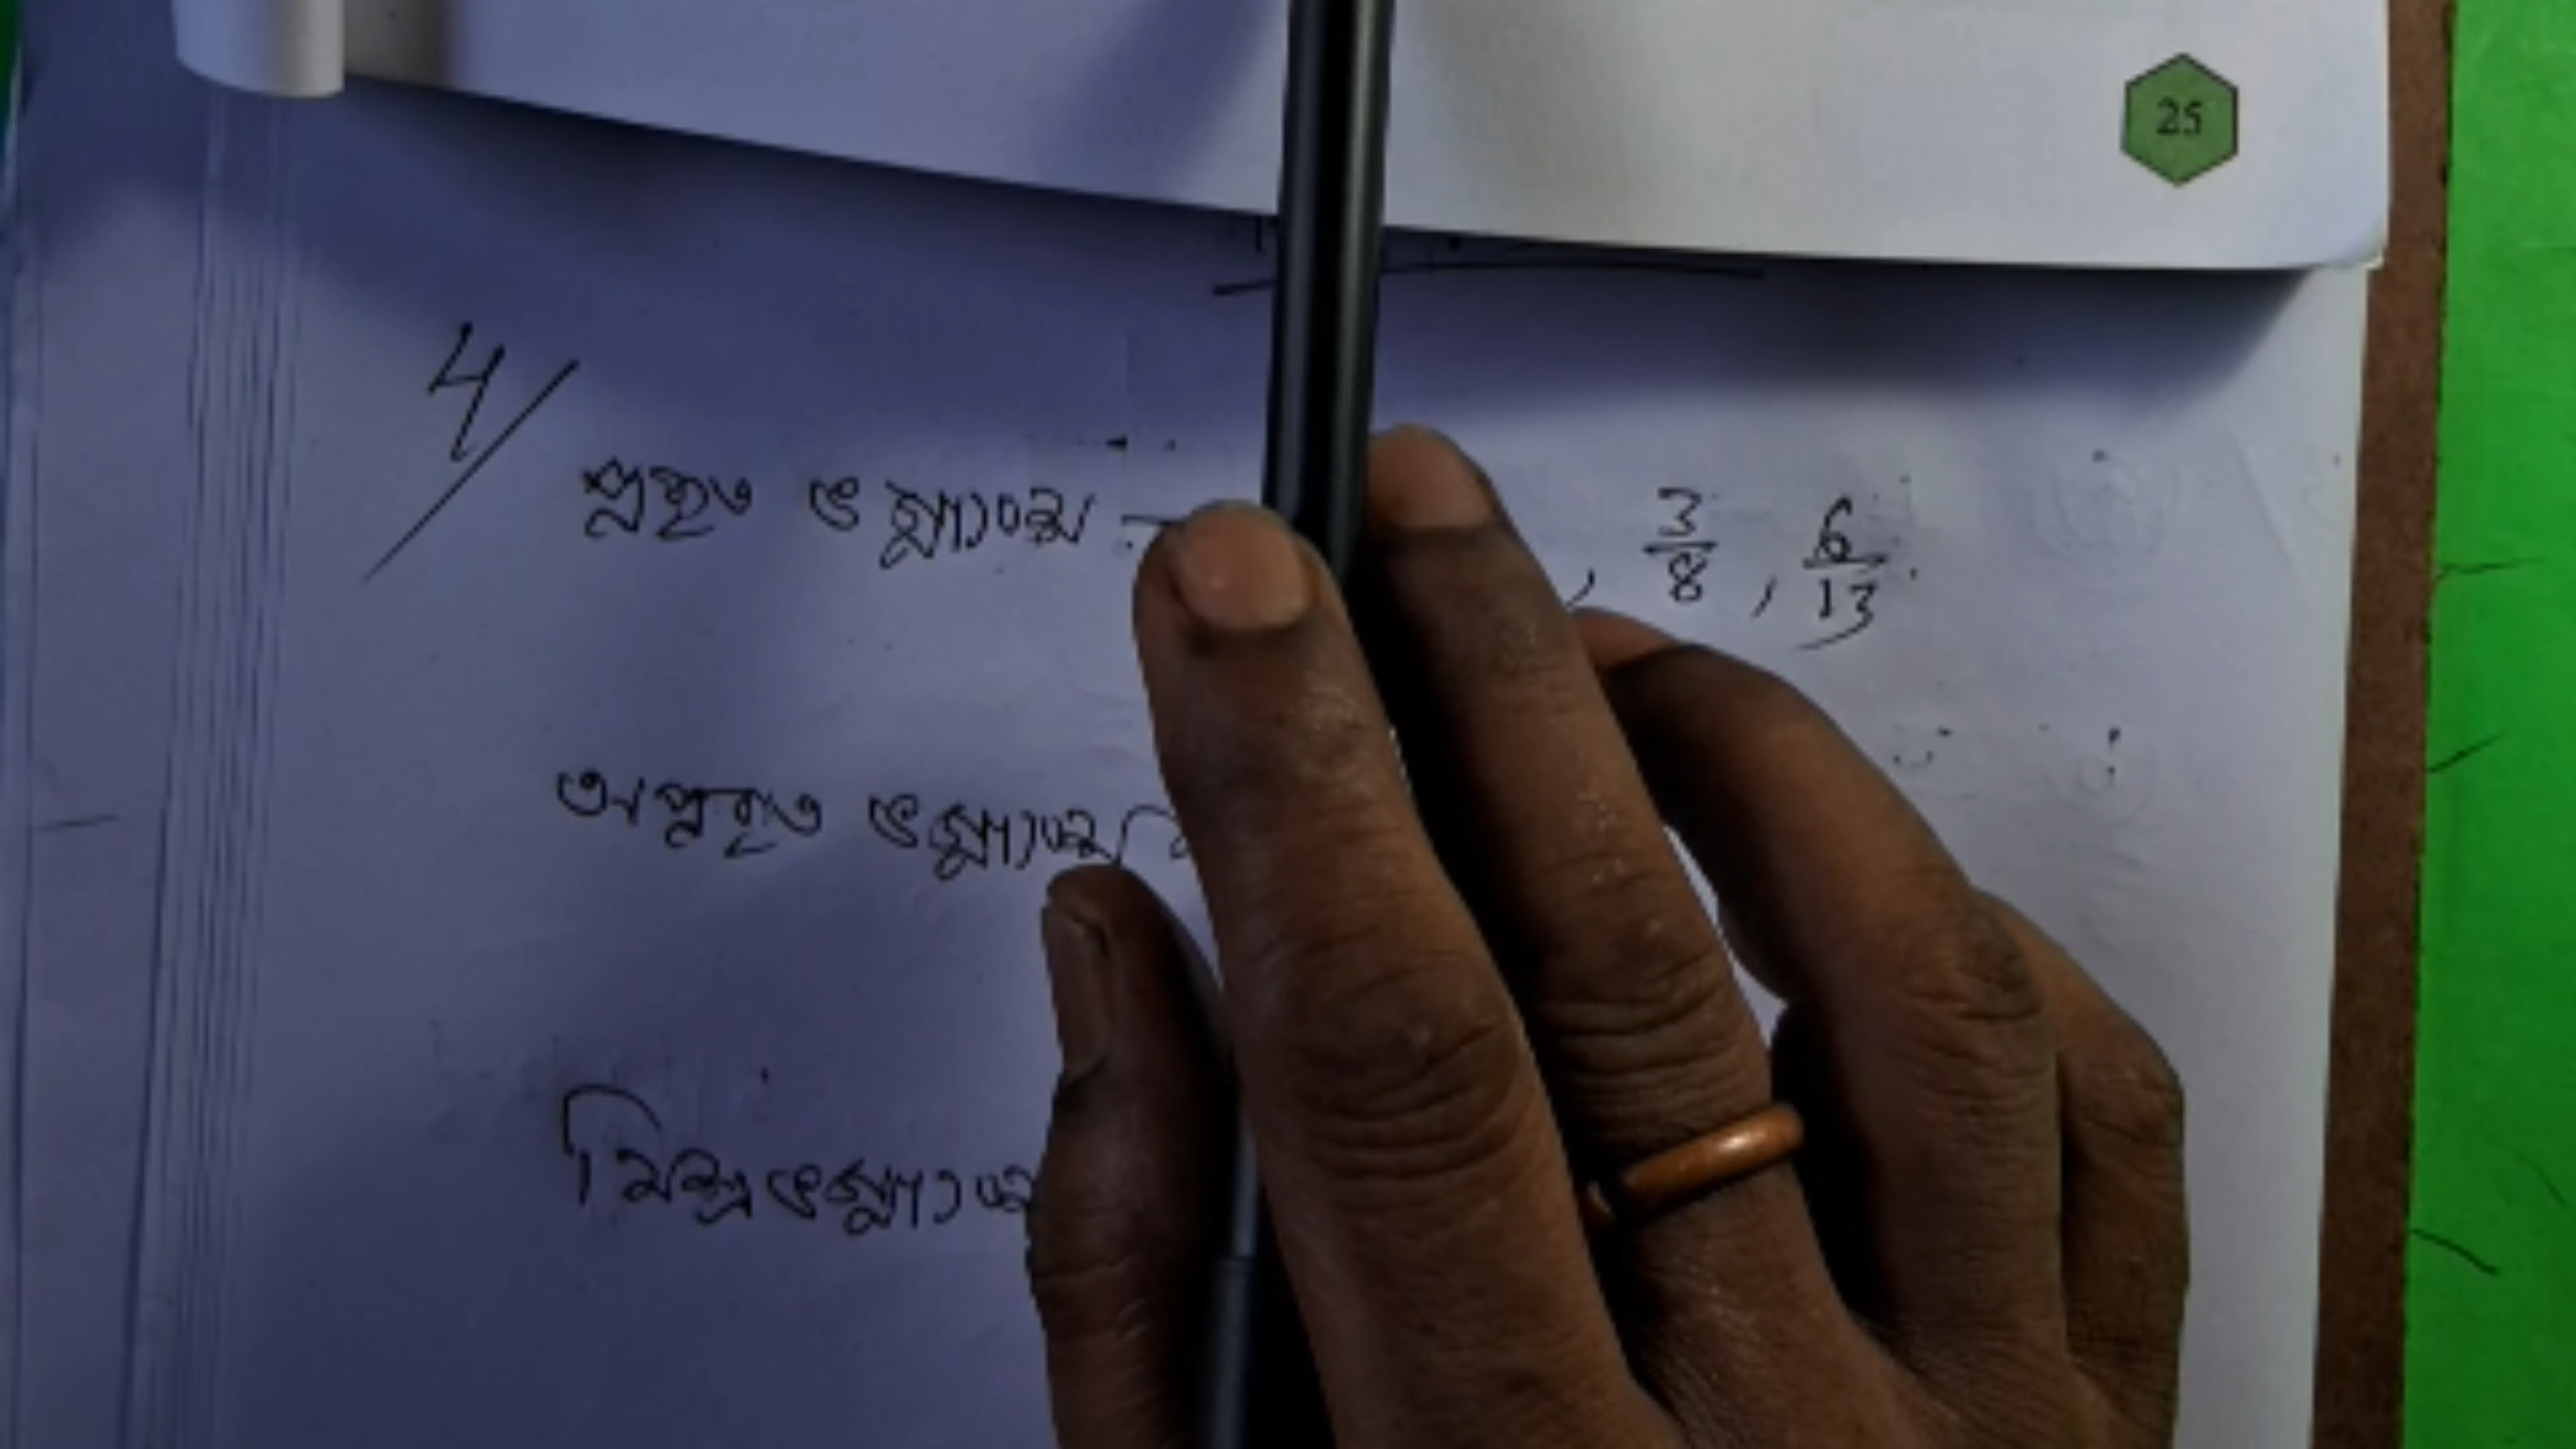 25
4/
প্রকৃত ভগ্নাংশ , 3/8 , 6/13
অপ্রকৃত ভগ্নাংশ
মিশ্র ভগ্নাংশ